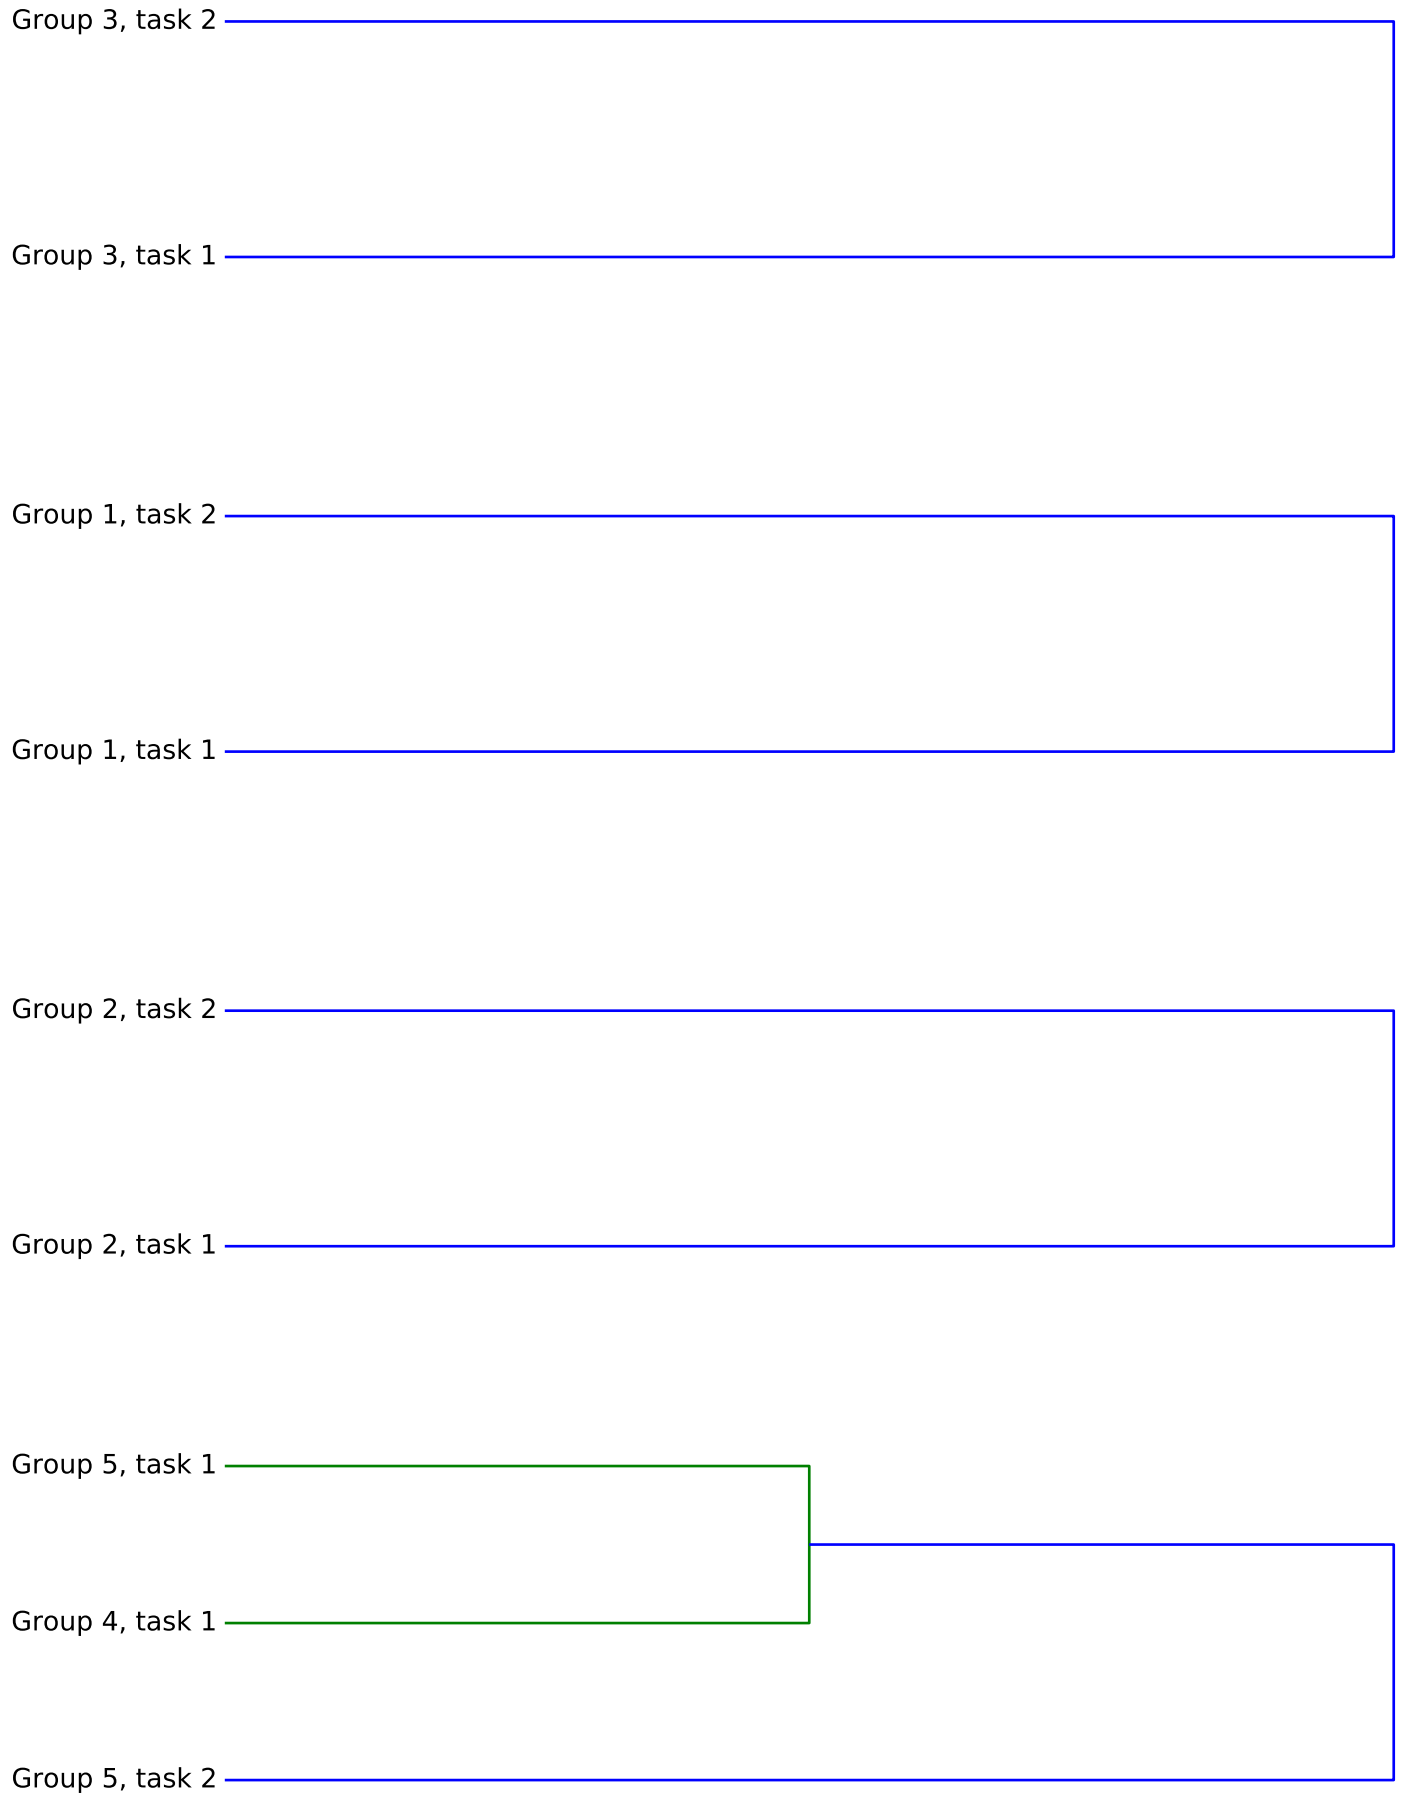 Group 3, task 2
Group 3, task 1
Group 1, task 2
Group 1, task 1
Group 2, task 2
Group 2, task 1
Group 5, task 1
Group 4, task 1
Group 5, task 2